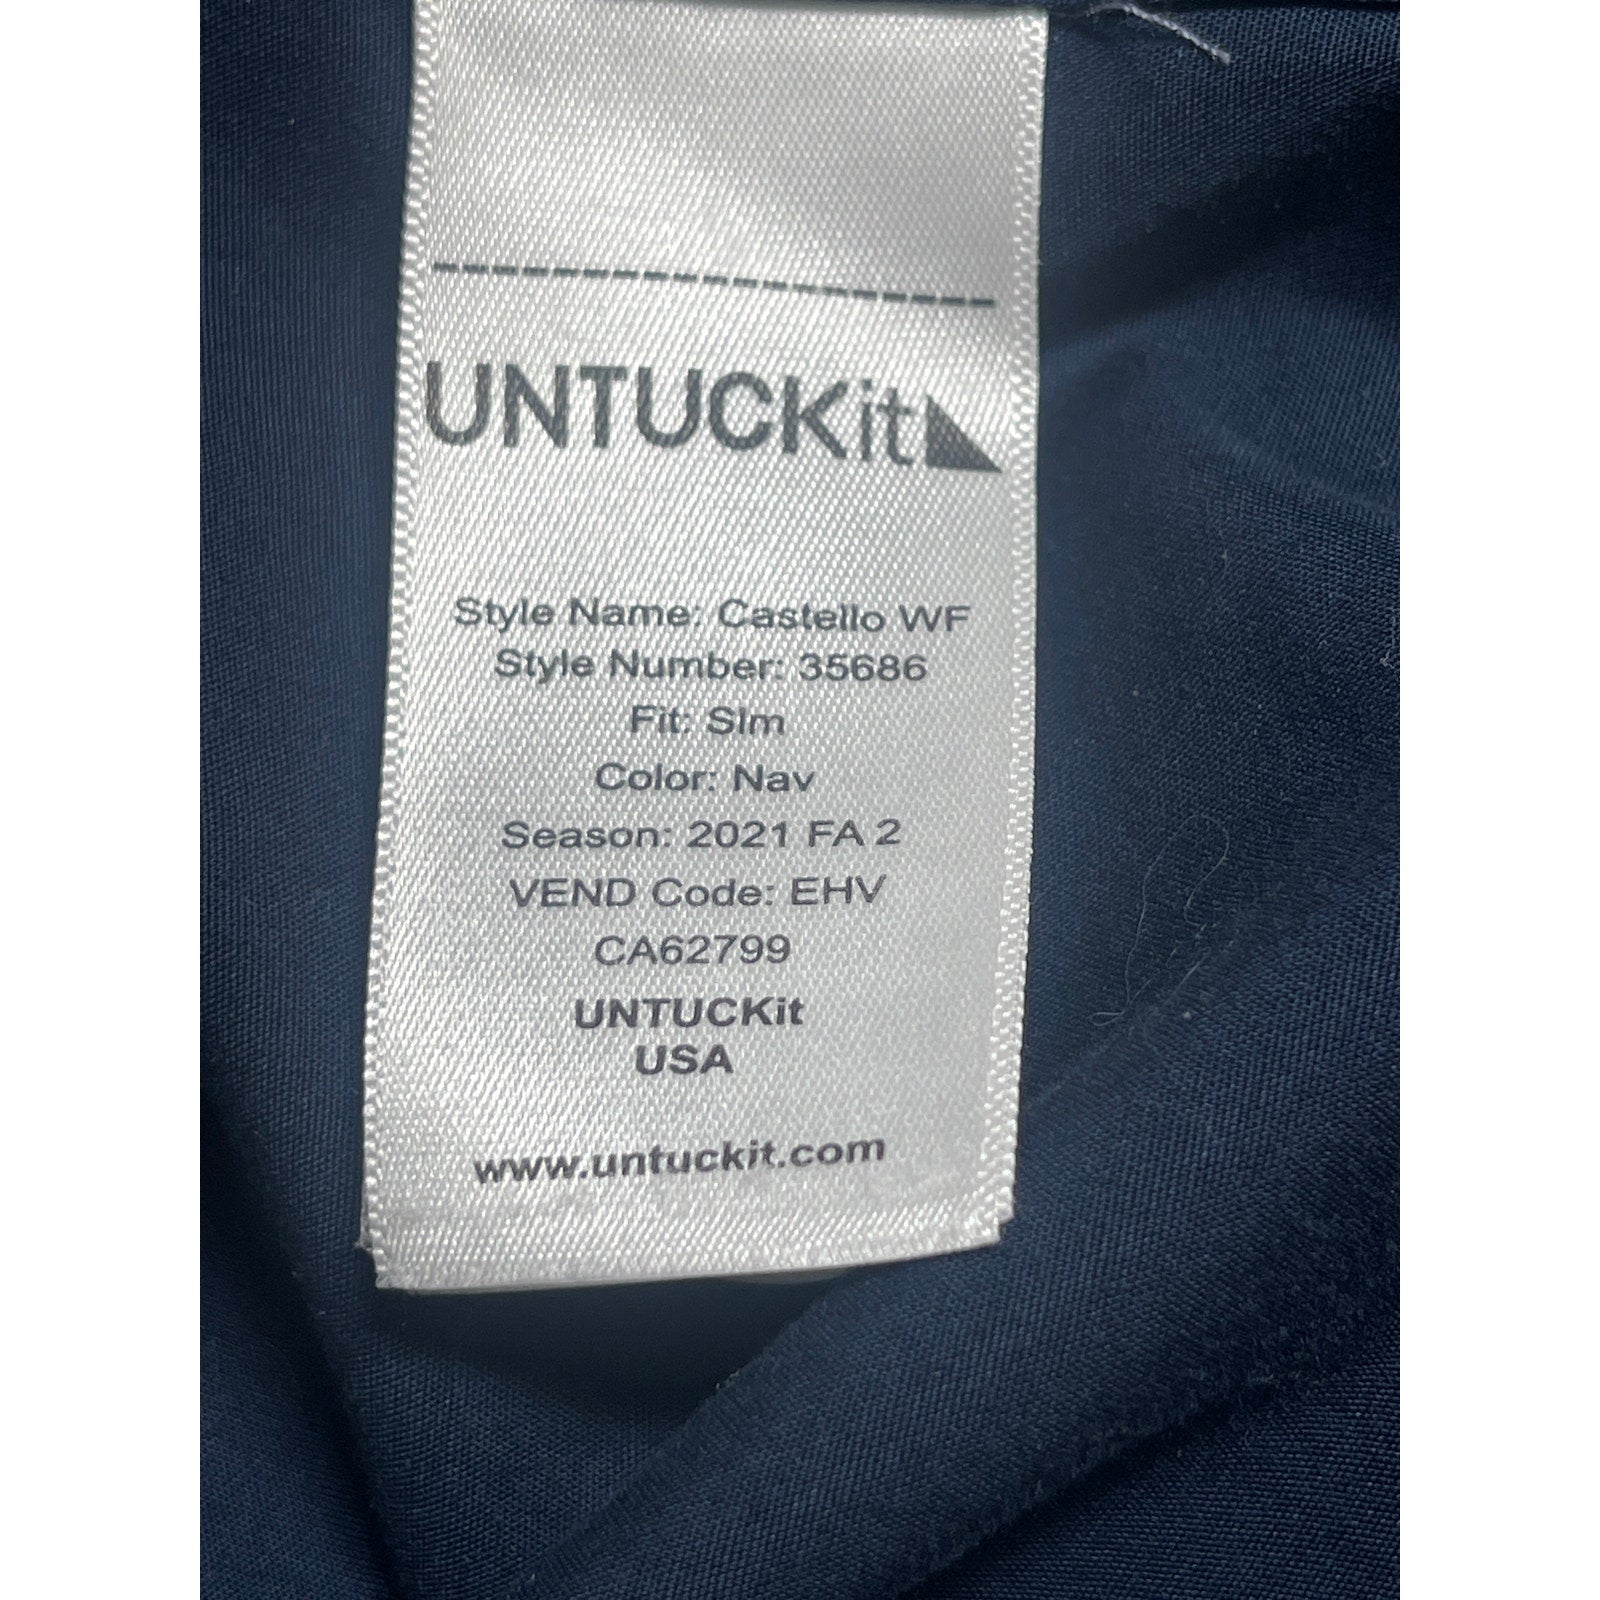 UNTUCKit
Style Name: Castello WF
Style Number: 35686
Fit: Slm
Color: Nav
Season: 2021 FA 2
VEND Code: EHV
CA62799
UNTUCKit
USA
www.untuckit.com